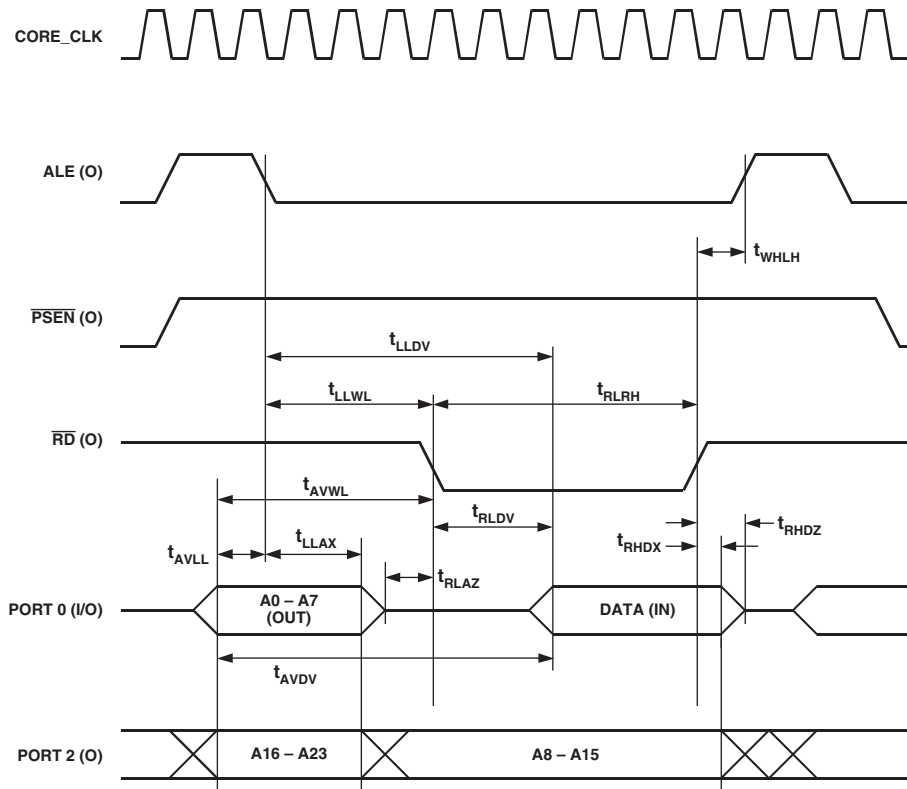 CORE_CLK
ALE (O)
tWHLH
PSEN (O)
tLLDV
tLLWL
tRLRH
RD (O)
tAVWL
tRLDV
tRHDZ
tAVLL
tLLAX
tRHDX
tRLAZ
PORT 0 (I/O)
A0 – A7
(OUT)
DATA (IN)
tAVDV
PORT 2 (O)
A16 – A23
A8 – A15